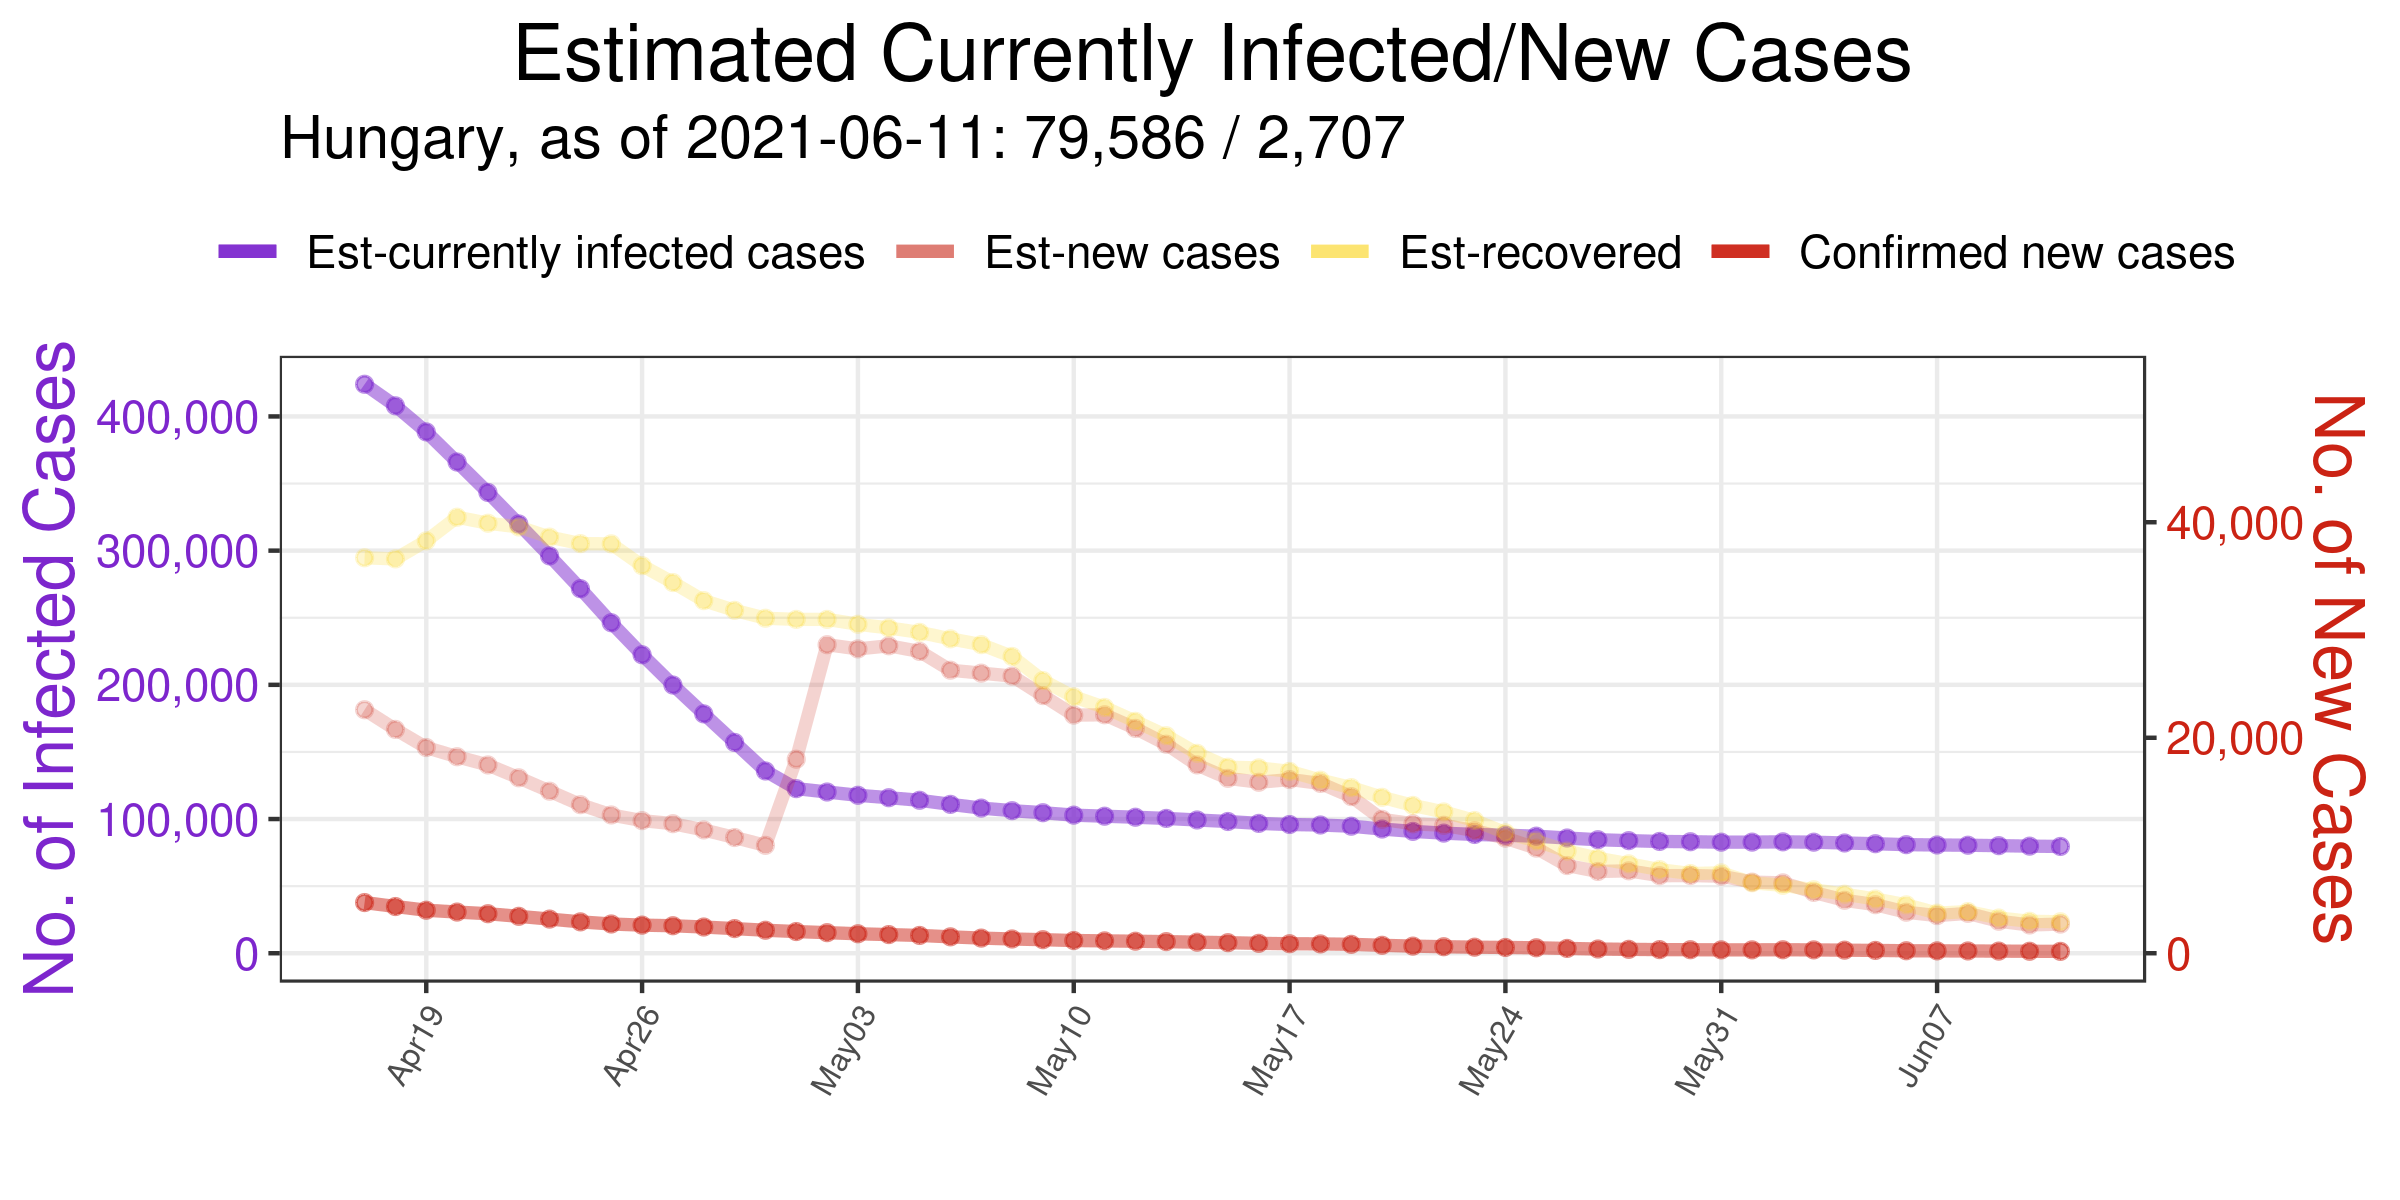 Estimated Currently Infected/New Cases
Hungary, as of 2021-06-11: 79,586 / 2,707
Est-currently infected cases Est-new cases Est-recovered Confirmed new cases
No. of Infected Cases
400,000
300,000
200,000
100,000
0
40,000
20,000
0
No. of New Cases
Apr19 Apr26 May03 May10 May17 May24 May31 Jun07